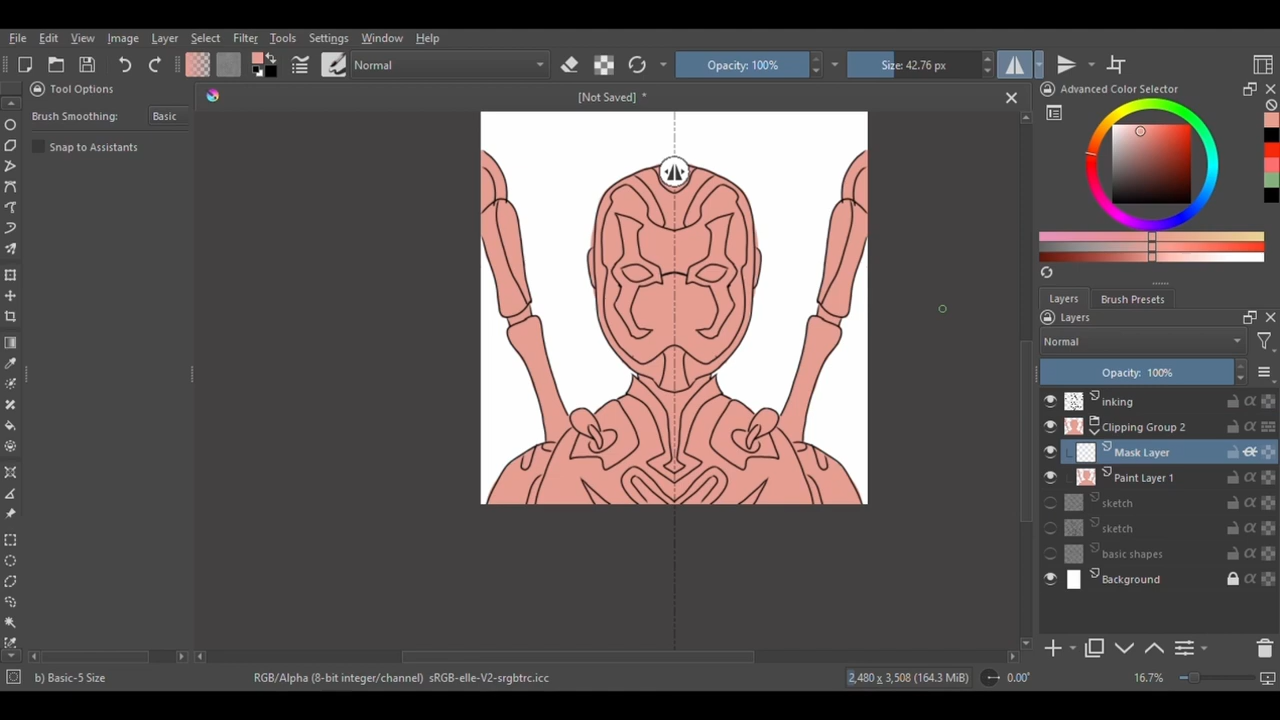 File Edit View Image Layer Select Filter Tools Settings Window Help
Normal
Opacity: 100%
Size: 42.76 px
Tool Options
[Not Saved] *
Advanced Color Selector
Brush Smoothing: Basic
Snap to Assistants
Layers Brush Presets
Layers
Normal
Opacity: 100%
inking
Clipping Group 2
Mask Layer
Paint Layer 1
sketch
sketch
basic shapes
Background
b) Basic-5 Size
RGB/Alpha (8-bit integer/channel) sRGB-elle-V2-srgbtrc.icc
2,480 x 3,508 (164.3 MiB)
0.00°
16.7%